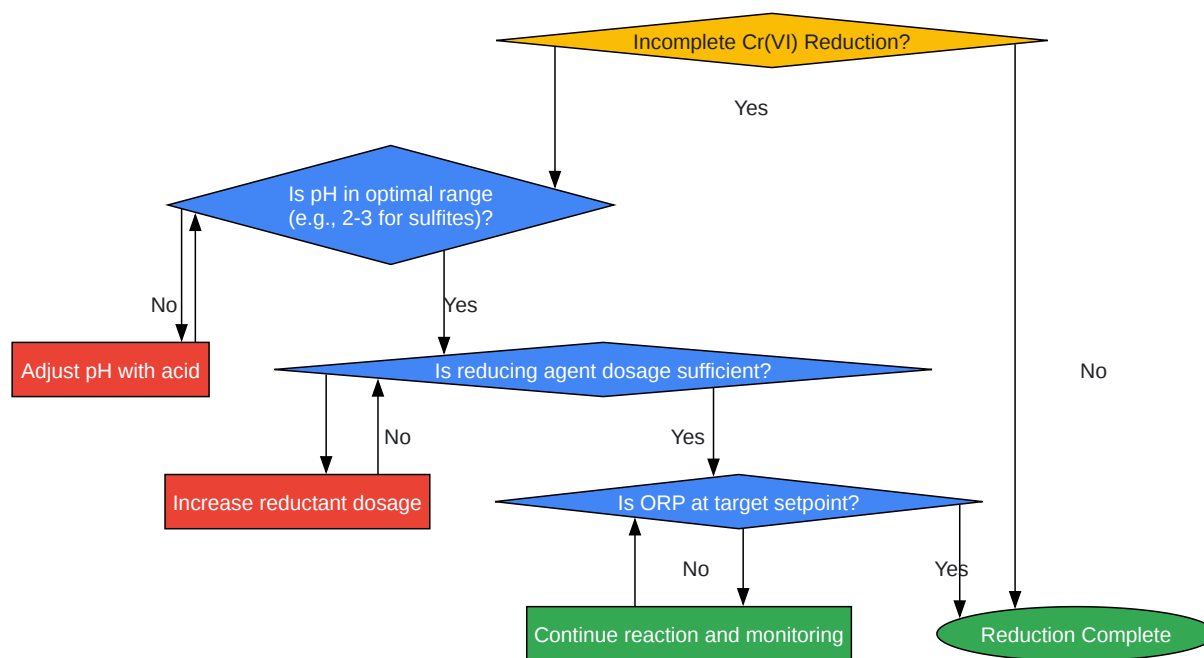 Incomplete Cr(VI) Reduction?
Yes
Is pH in optimal range
(e.g., 2-3 for sulfites)?
No
Yes
Adjust pH with acid
Is reducing agent dosage sufficient?
No
No
Yes
Increase reductant dosage
Is ORP at target setpoint?
No
Yes
Continue reaction and monitoring
Reduction Complete